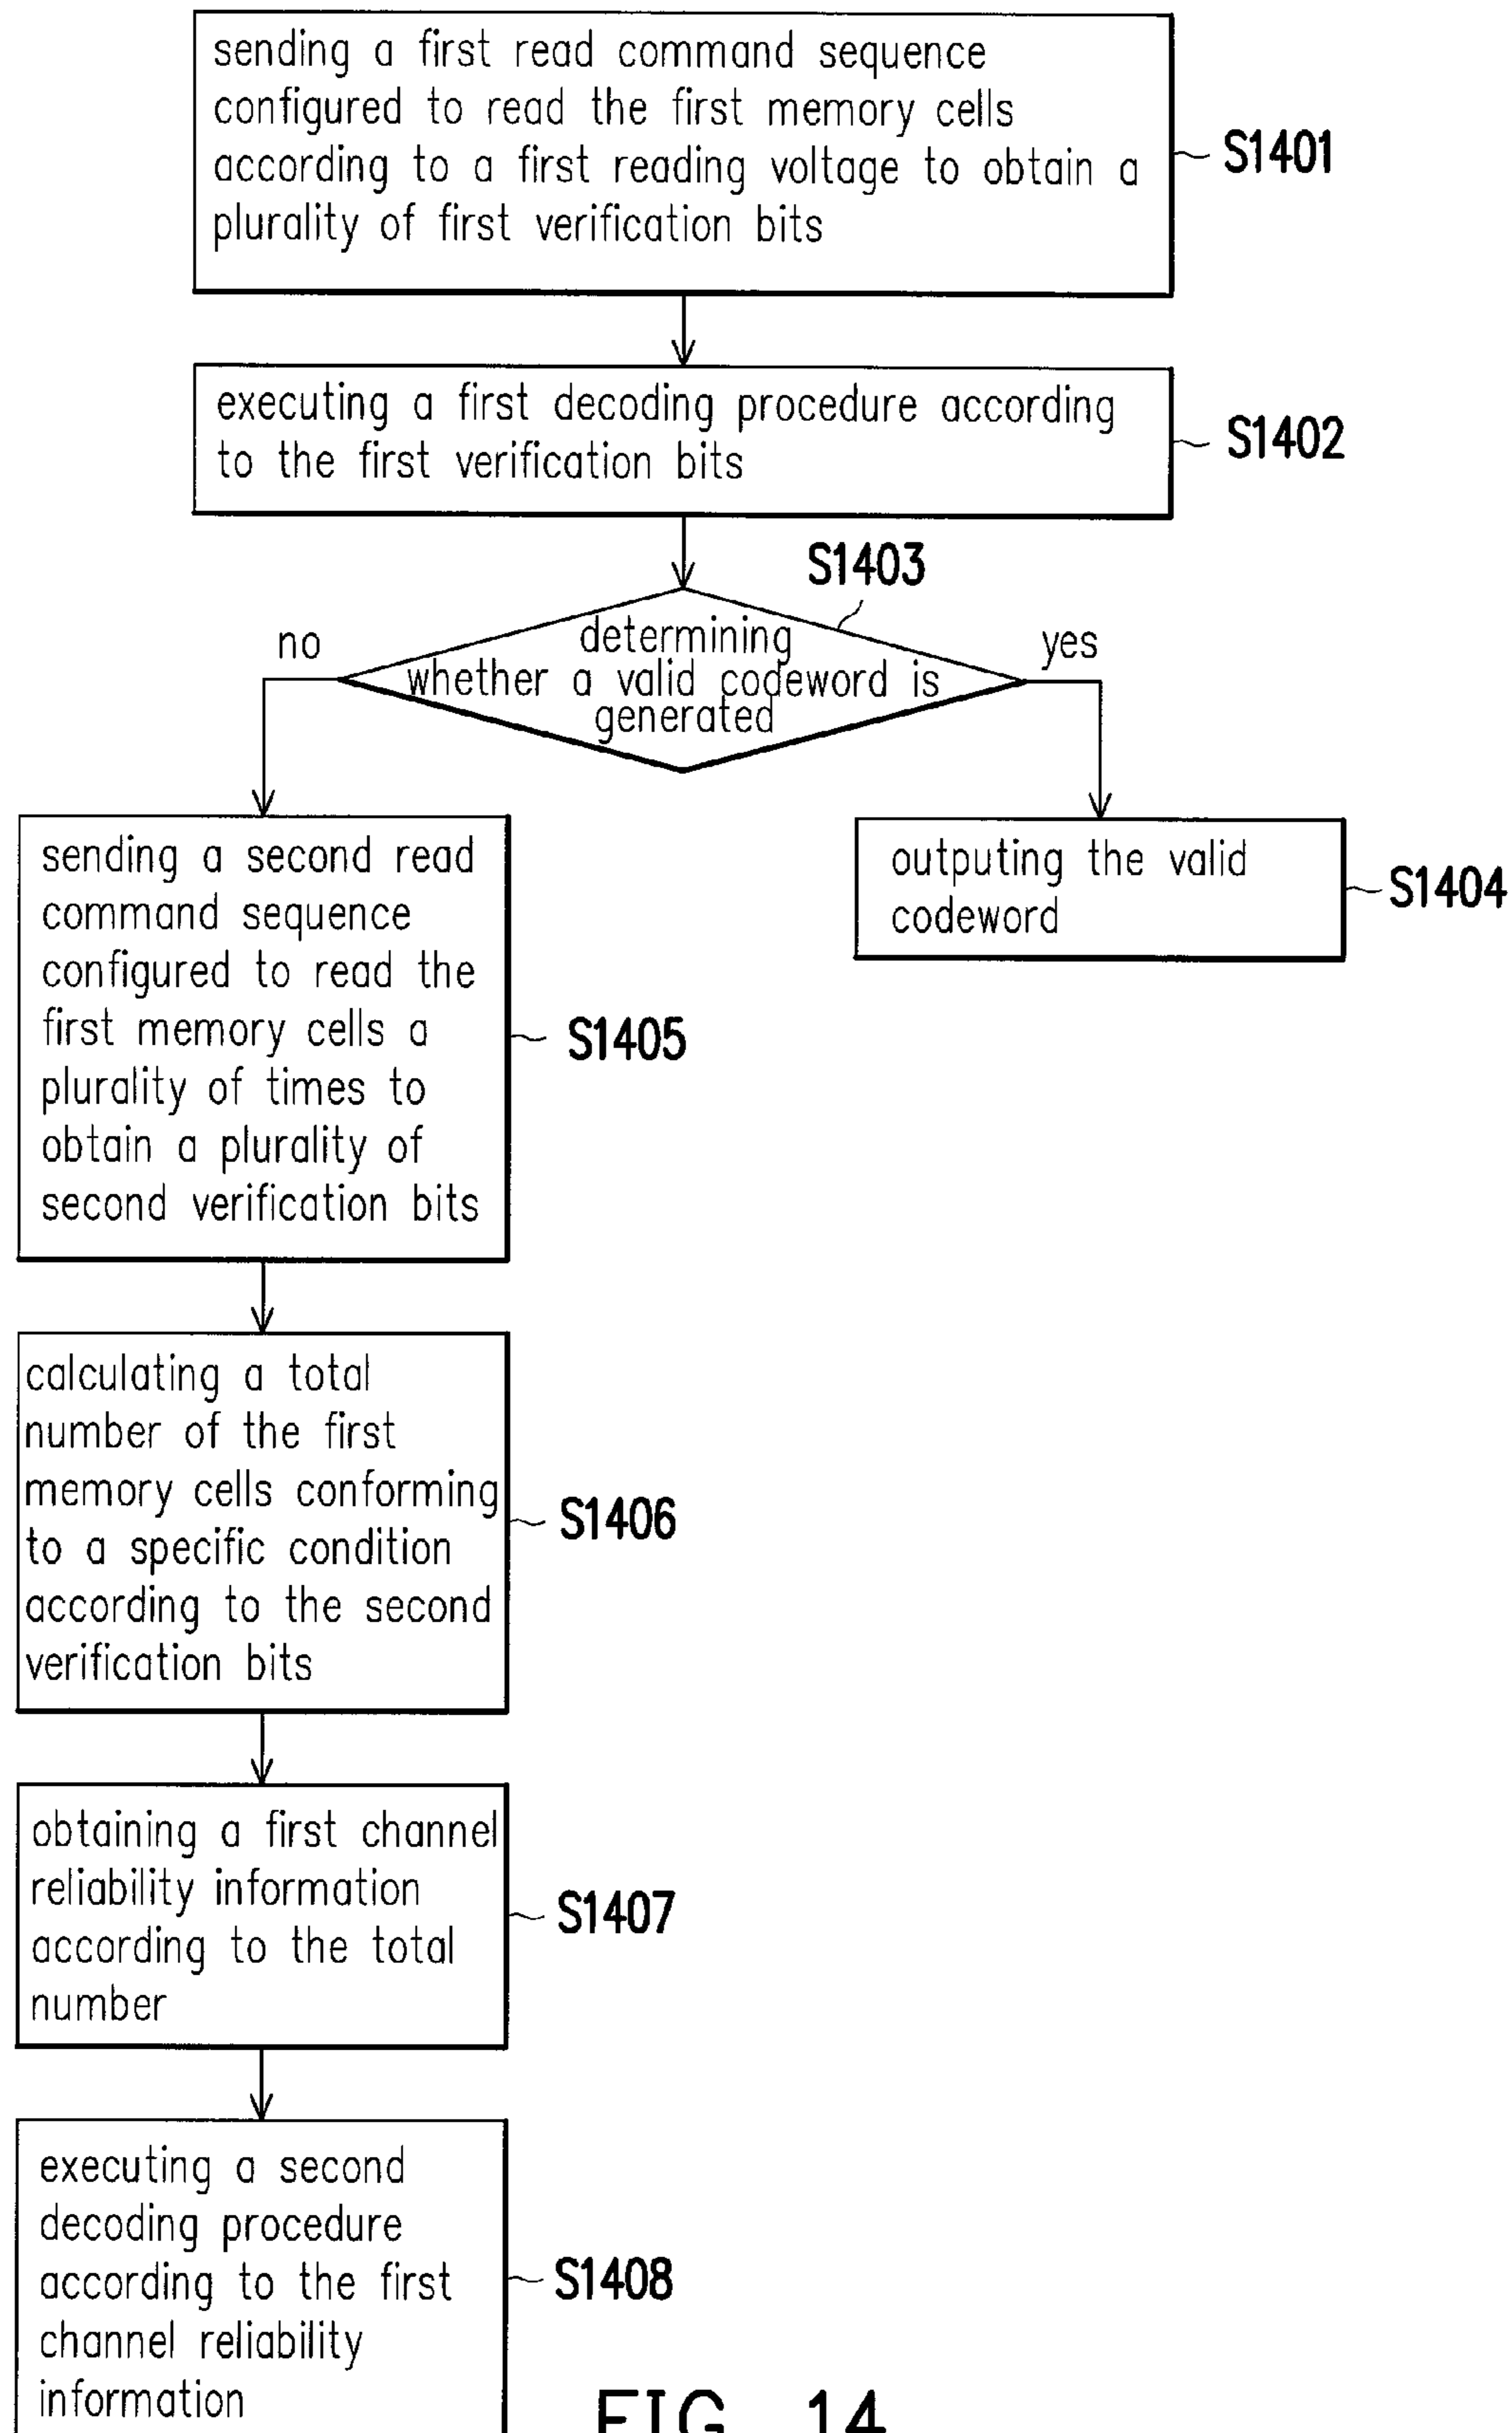 sending a first read command sequence
configured to read the first memory cells
according to a first reading voltage to obtain a
plurality of first verification bits
S1401
executing a first decoding procedure according
to the first verification bits
S1402
S1403
determining
whether a valid codeword is
generated
no
yes
sending a second read
command sequence
configured to read the
first memory cells a
plurality of times to
obtain a plurality of
second verification bits
S1405
outputing the valid
codeword
S1404
calculating a total
number of the first
memory cells conforming
to a specific condition
according to the second
verification bits
S1406
obtaining a first channel
reliability information
according to the total
number
S1407
executing a second
decoding procedure
according to the first
channel reliability
information
S1408
FIG. 14